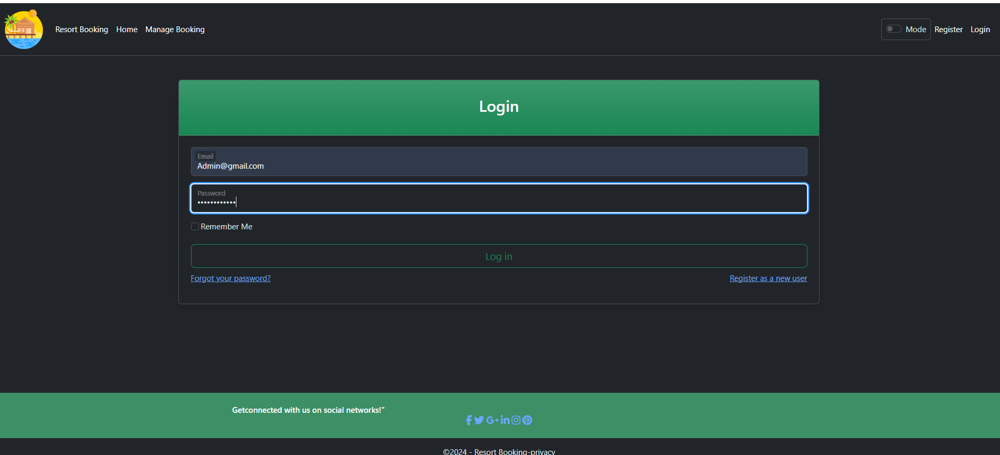 Resort Booking Home Manage Booking Mode Register Login
Login
Email
Admin@gmail.com
Password
••••••••••••
Remember Me
Log in
Forgot your password? Register as a new user
Getconnected with us on social networks!"
©2024 - Resort Booking-privacy